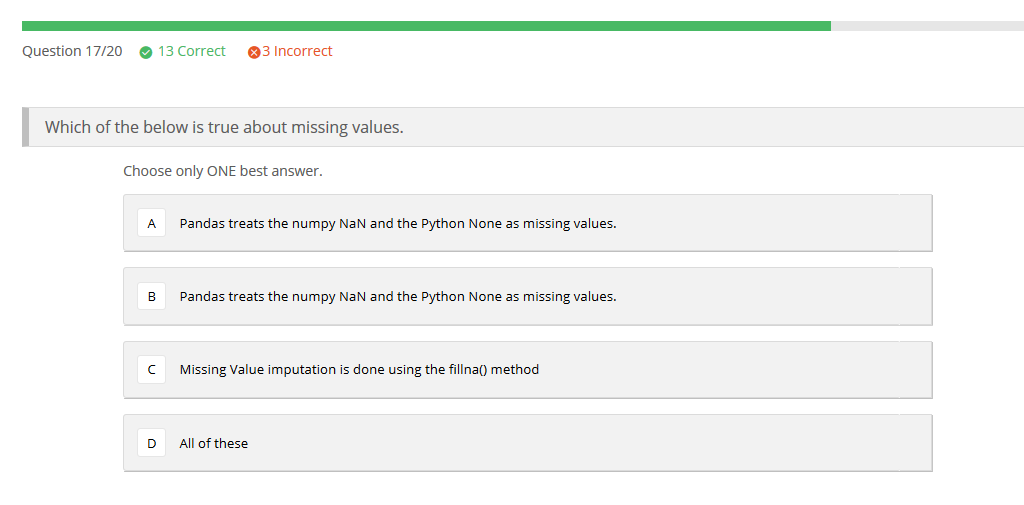 Question 17/20 13 Correct 3 Incorrect
Which of the below is true about missing values.
Choose only ONE best answer.
A Pandas treats the numpy NaN and the Python None as missing values.
B Pandas treats the numpy NaN and the Python None as missing values.
C Missing Value imputation is done using the fillna() method
D All of these